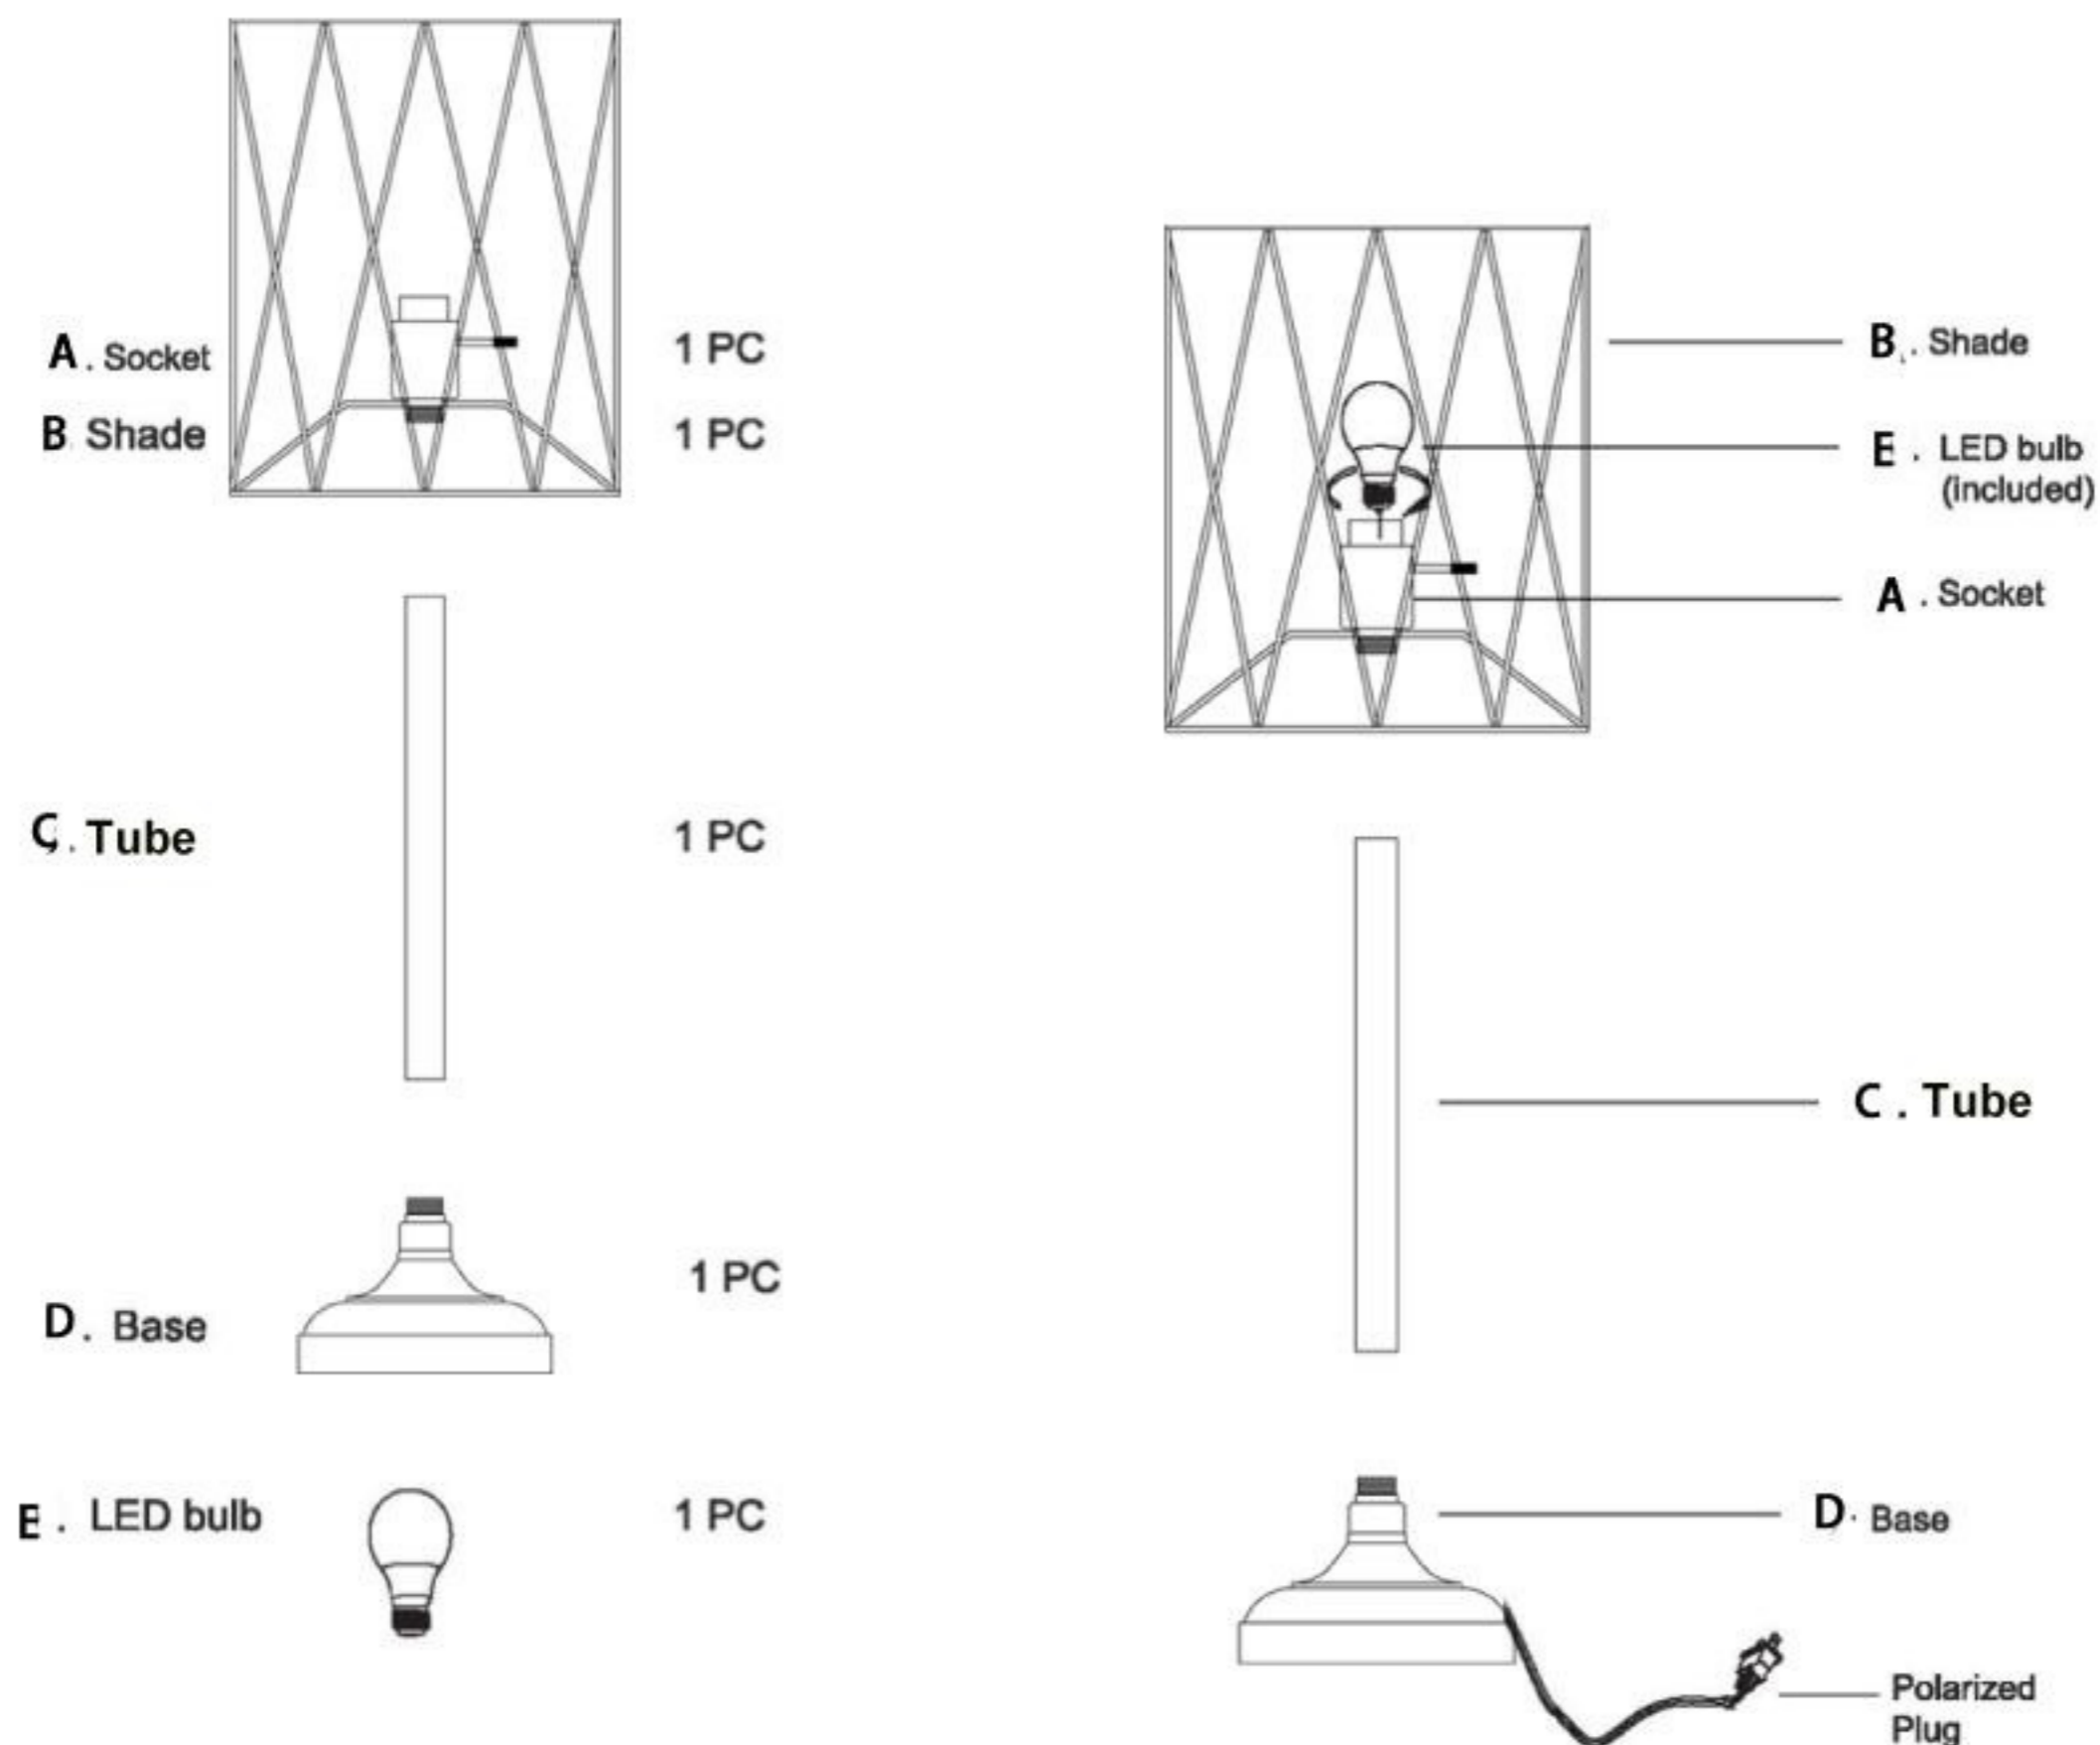 A. Socket 1 PC
B Shade 1 PC
C. Tube 1 PC
D. Base 1 PC
E. LED bulb 1 PC
B. Shade
E. LED bulb
(included)
A. Socket
C. Tube
D. Base
Polarized
Plug